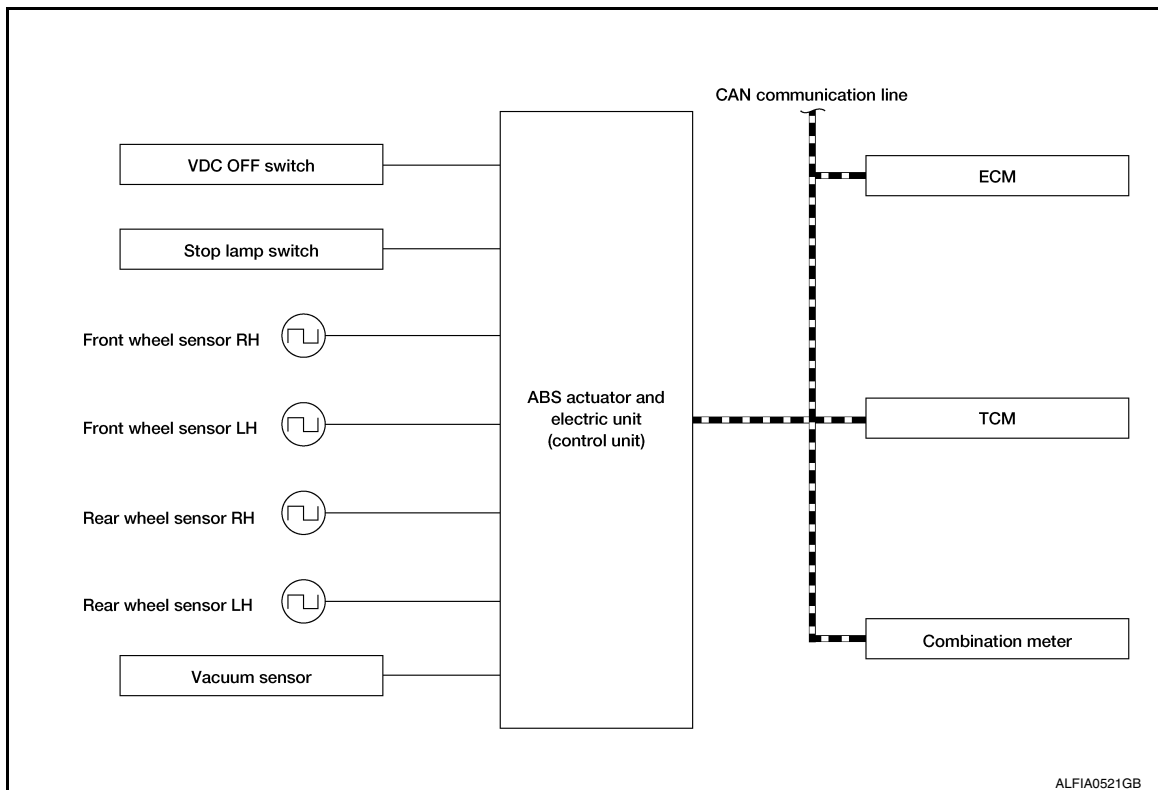 CAN communication line
VDC OFF switch
ECM
Stop lamp switch
Front wheel sensor RH
ABS actuator and
electric unit
(control unit)
Front wheel sensor LH
TCM
Rear wheel sensor RH
Rear wheel sensor LH
Combination meter
Vacuum sensor
ALFIA0521GB